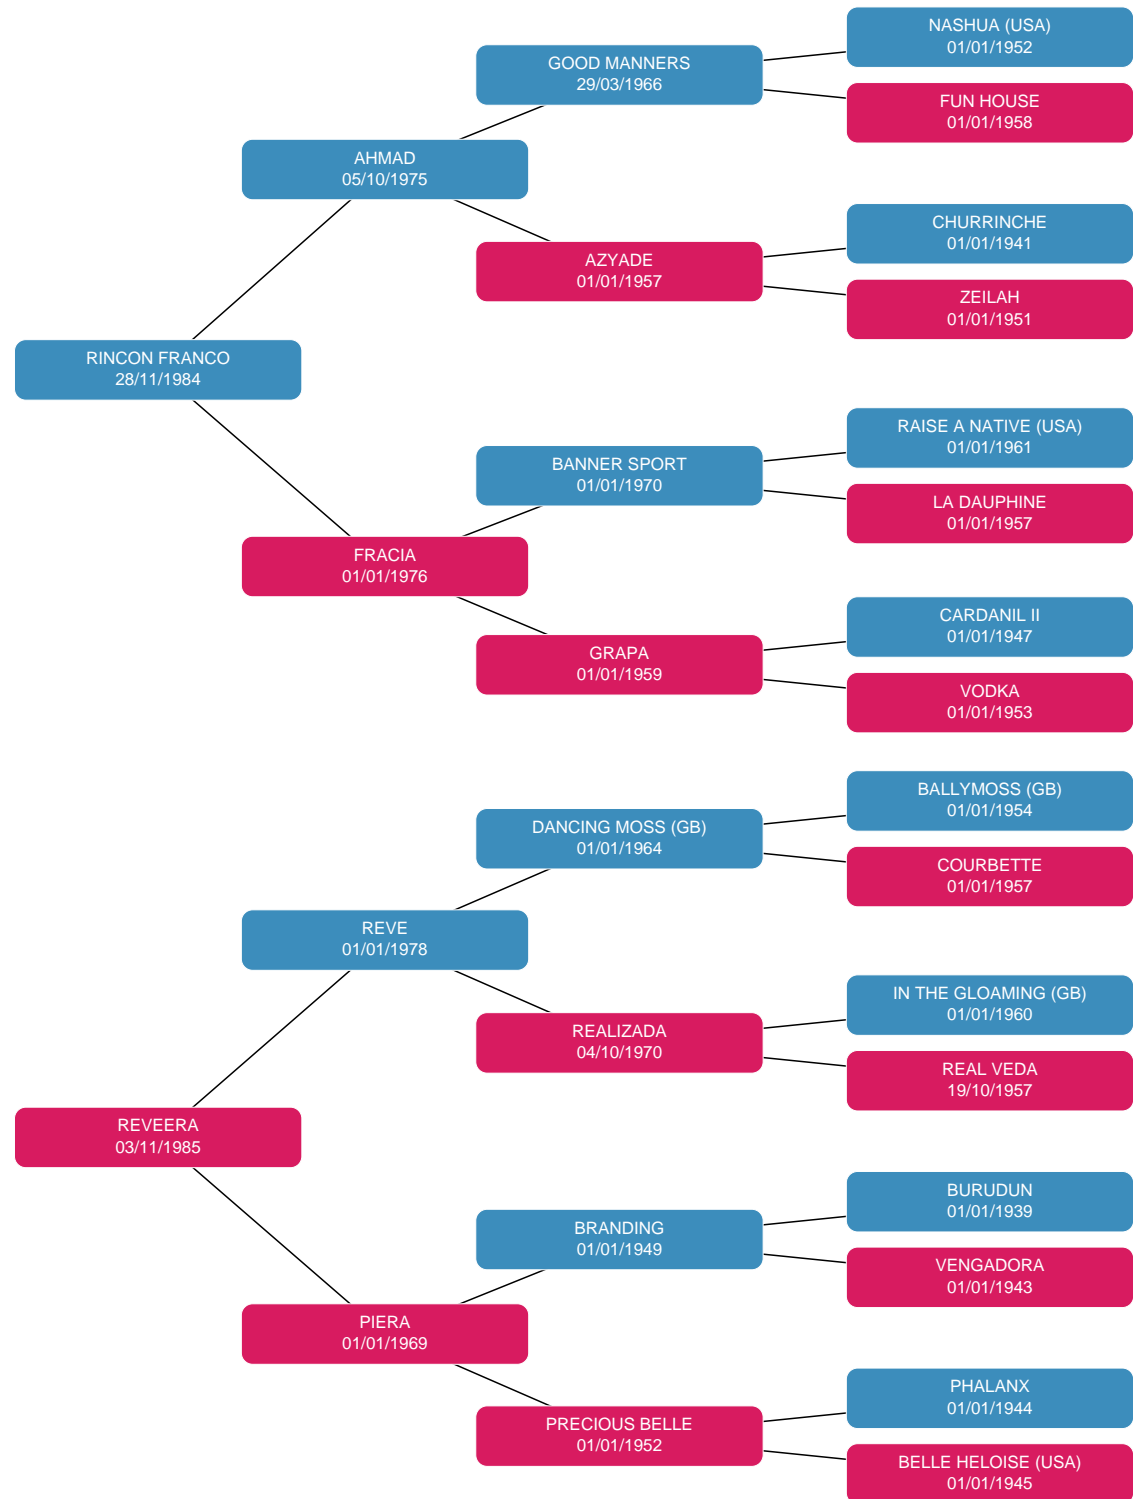 NASHUA (USA)
01/01/1952
GOOD MANNERS
29/03/1966
FUN HOUSE
01/01/1958
AHMAD
05/10/1975
CHURRINCHE
01/01/1941
AZYADE
01/01/1957
ZEILAH
01/01/1951
RINCON FRANCO
28/11/1984
RAISE A NATIVE (USA)
01/01/1961
BANNER SPORT
01/01/1970
LA DAUPHINE
01/01/1957
FRACIA
01/01/1976
CARDANIL II
01/01/1947
GRAPA
01/01/1959
VODKA
01/01/1953
BALLYMOSS (GB)
01/01/1954
DANCING MOSS (GB)
01/01/1964
COURBETTE
01/01/1957
REVE
01/01/1978
IN THE GLOAMING (GB)
01/01/1960
REALIZADA
04/10/1970
REAL VEDA
19/10/1957
REVEERA
03/11/1985
BURUDUN
01/01/1939
BRANDING
01/01/1949
VENGADORA
01/01/1943
PIERA
01/01/1969
PHALANX
01/01/1944
PRECIOUS BELLE
01/01/1952
BELLE HELOISE (USA)
01/01/1945